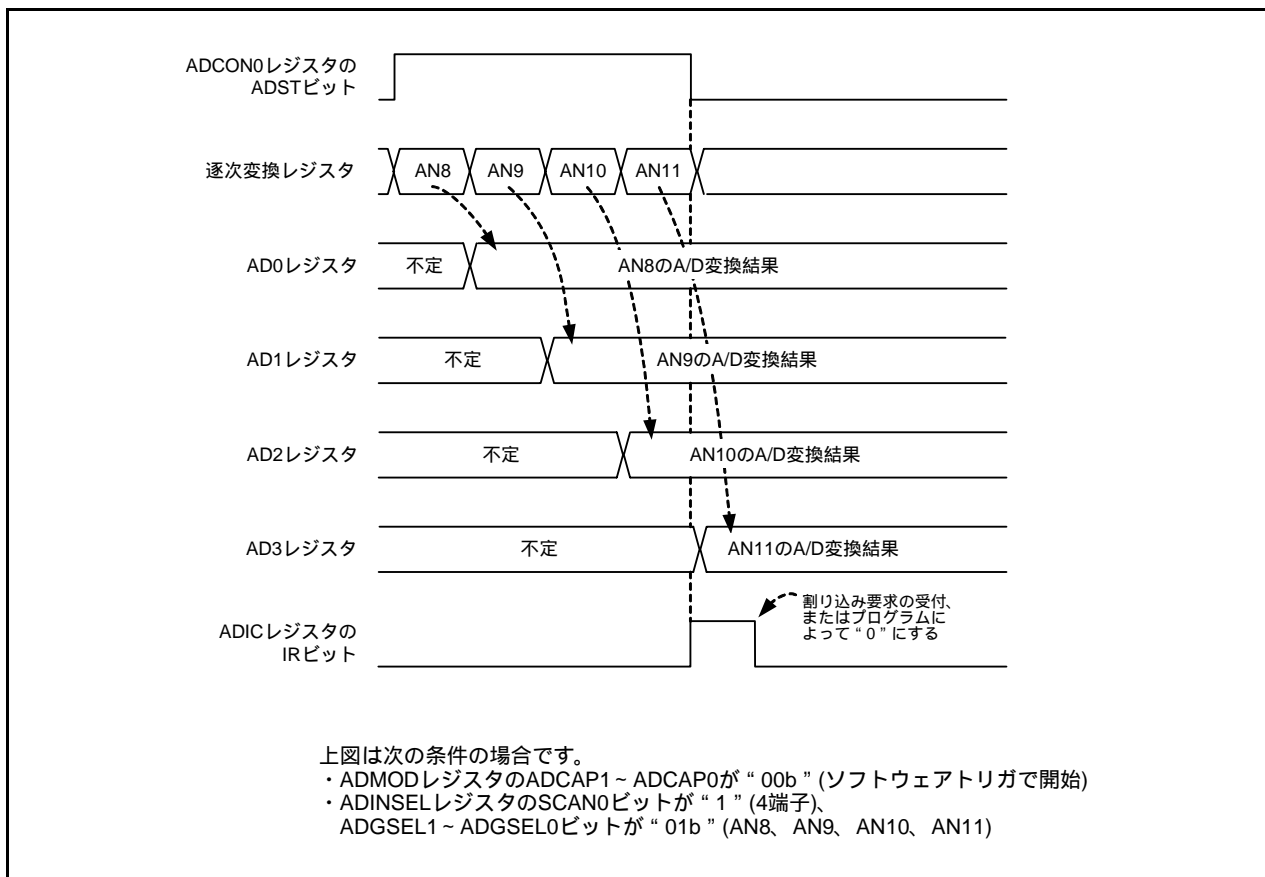 ADCON0レジスタの
ADSTビット
逐次変換レジスタ
AN8
AN9
AN10
AN11
AD0レジスタ
不定
AN8のA/D変換結果
AD1レジスタ
不定
AN9のA/D変換結果
AD2レジスタ
不定
AN10のA/D変換結果
AD3レジスタ
不定
AN11のA/D変換結果
ADICレジスタの
IRビット
割り込み要求の受付、
またはプログラムに
よって“0”にする
上図は次の条件の場合です。
・ADMODレジスタのADCAP1~ADCAP0が“00b”(ソフトウェアトリガで開始)
・ADINSELレジスタのSCAN0ビットが“1”(4端子)、
ADGSEL1~ADGSEL0ビットが“01b”(AN8、AN9、AN10、AN11)